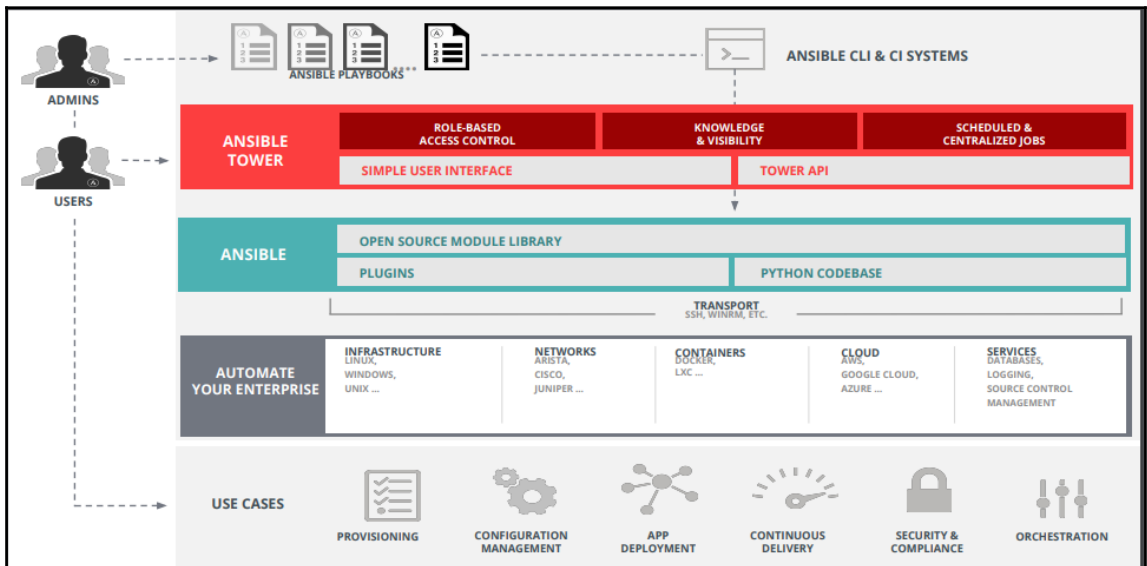 ANSIBLE PLAYBOOKS
....
ANSIBLE CLI & CI SYSTEMS
ADMINS
USERS
ANSIBLE
TOWER
ROLE-BASED
ACCESS CONTROL
KNOWLEDGE
& VISIBILITY
SCHEDULED &
CENTRALIZED JOBS
SIMPLE USER INTERFACE
TOWER API
ANSIBLE
OPEN SOURCE MODULE LIBRARY
PLUGINS
PYTHON CODEBASE
TRANSPORT
SSH, WINRM, ETC.
AUTOMATE
YOUR ENTERPRISE
INFRASTRUCTURE
LINUX,
WINDOWS,
UNIX ...
NETWORKS
ARISTA,
CISCO,
JUNIPER ...
CONTAINERS
DOCKER,
LXC ...
CLOUD
AWS,
GOOGLE CLOUD,
AZURE ...
SERVICES
DATABASES,
LOGGING,
SOURCE CONTROL
MANAGEMENT
USE CASES
PROVISIONING
CONFIGURATION
MANAGEMENT
APP
DEPLOYMENT
CONTINUOUS
DELIVERY
SECURITY &
COMPLIANCE
ORCHESTRATION